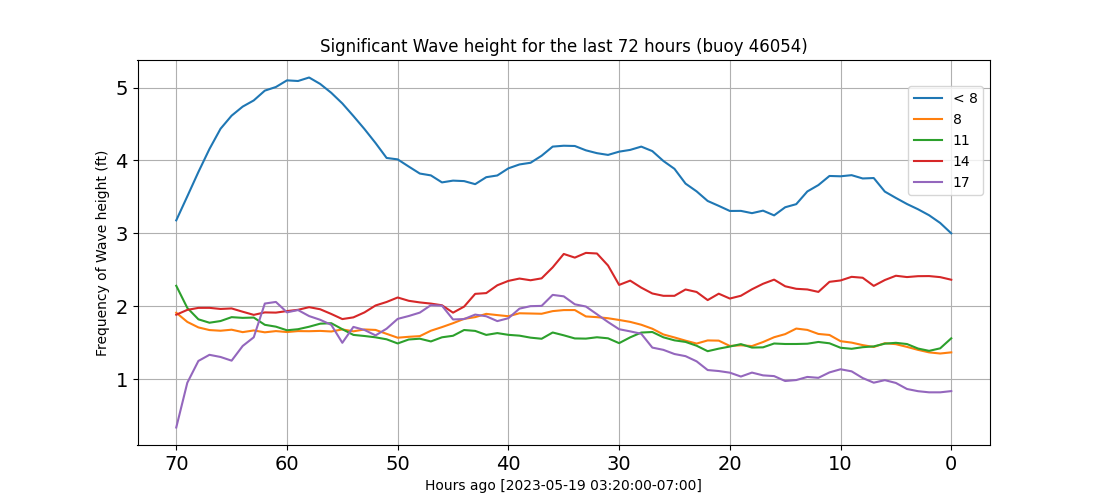 Significant Wave height for the last 72 hours (buoy 46054)
Frequency of Wave height (ft)
5
4
3
2
1
< 8
8
11
14
17
70 60 50 40 30 20 10 0
Hours ago [2023-05-19 03:20:00-07:00]